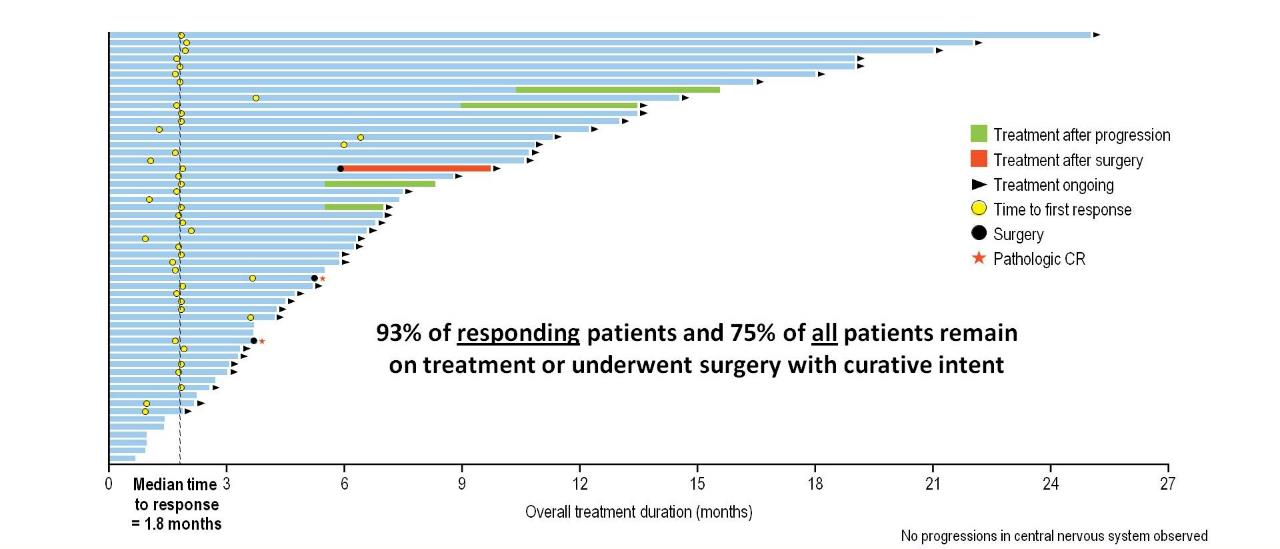 Treatment after progression
Treatment after surgery
Treatment ongoing
Time to first response
Surgery
Pathologic CR
93% of responding patients and 75% of all patients remain
on treatment or underwent surgery with curative intent
0 3 6 9 12 15 18 21 24 27
Median time
to response
= 1.8 months
Overall treatment duration (months)
No progressions in central nervous system observed